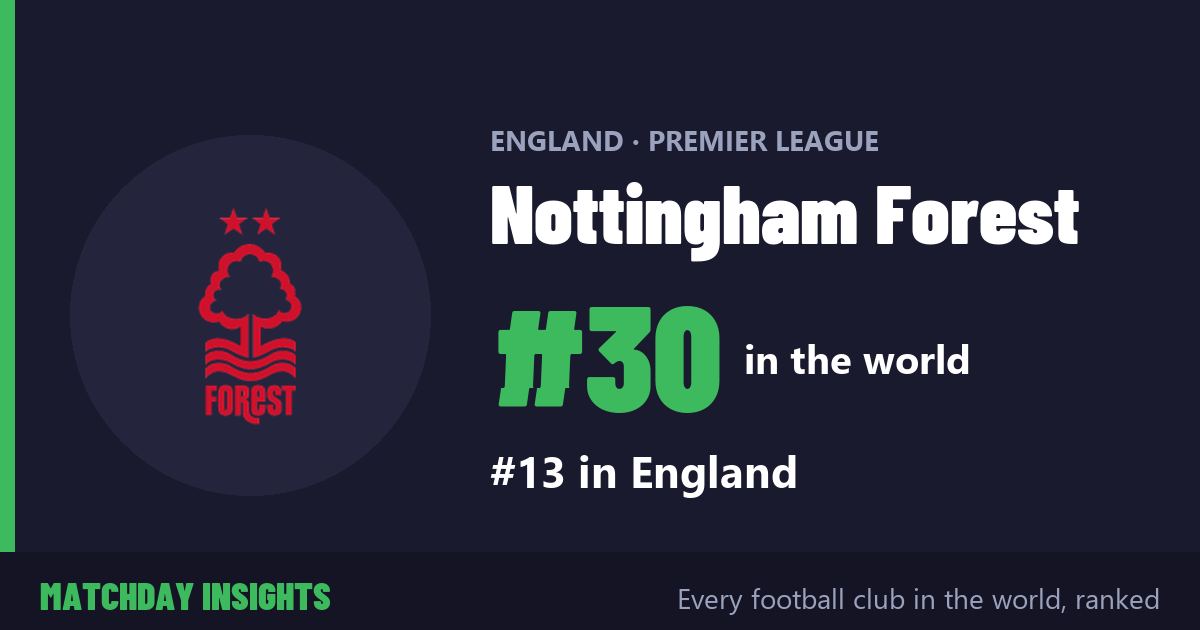 ENGLAND · PREMIER LEAGUE
Nottingham Forest
#30 in the world
#13 in England
FOREST
MATCHDAY INSIGHTS
Every football club in the world, ranked